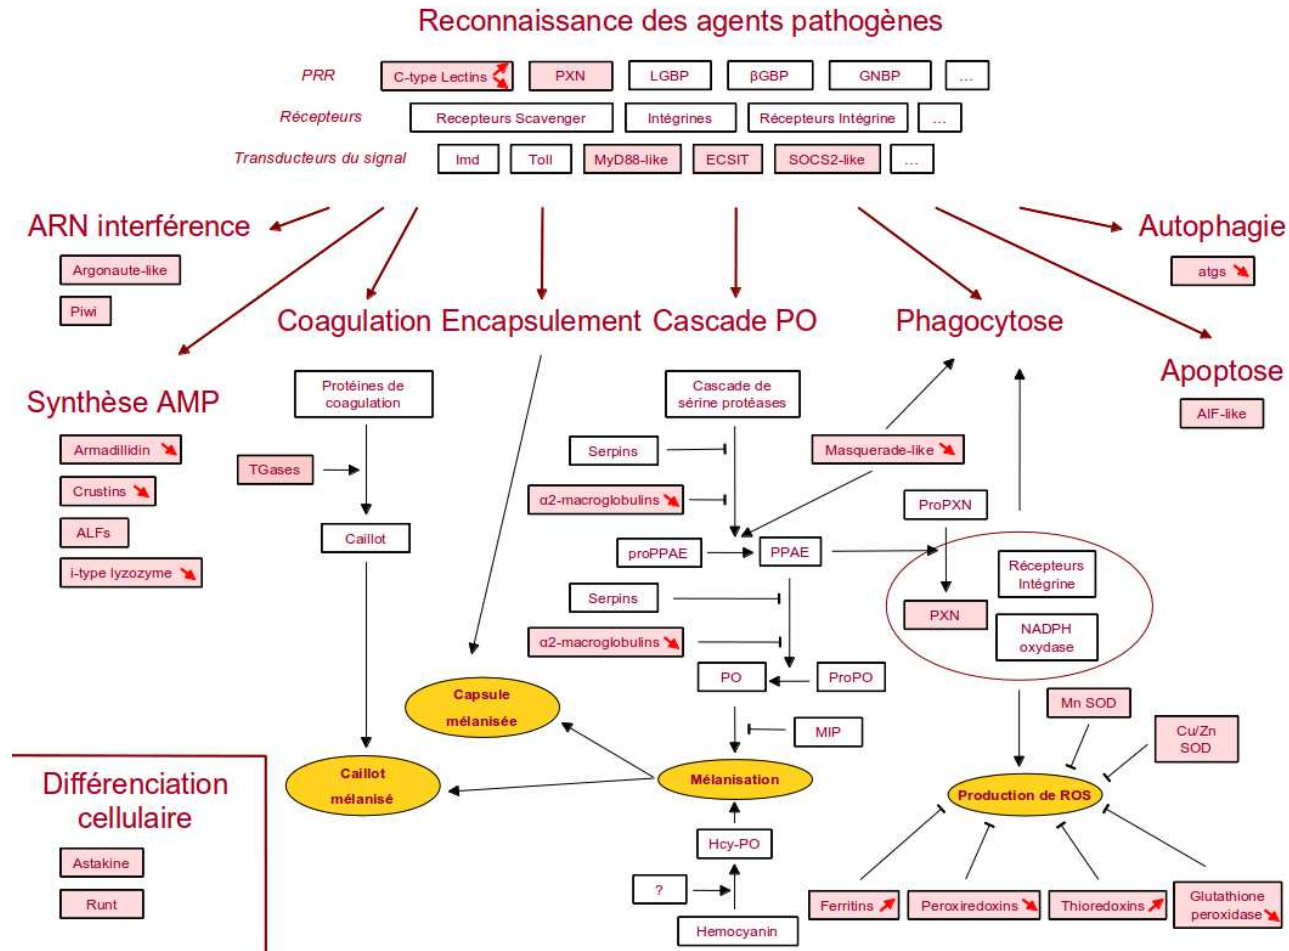 Reconnaissance des agents pathogènes
PRR
C-type Lectins
PXN
LGBP
βGBP
GNBP
...
Récepteurs
Recepteurs Scavenger
Intégrines
Récepteurs Intégrine
...
Transducteurs du signal
Imd
Toll
MyD88-like
ECSIT
SOCS2-like
...
ARN interférence
Argonaute-like
Piwi
Autophagie
atgs
Coagulation
Encapsulement
Cascade PO
Phagocytose
Apoptose
AIF-like
Synthèse AMP
Armadillidin
Crustins
ALFs
i-type lyzozyme
Protéines de
coagulation
TGases
Caillot
Cascade de
sérine protéases
Serpins
α2-macroglobulins
Masquerade-like
proPPAE
PPAE
ProPXN
Récepteurs
Intégrine
PXN
NADPH
oxydase
Serpins
α2-macroglobulins
PO
ProPO
MIP
Mn SOD
Cu/Zn
SOD
Capsule
mélanisée
Caillot
mélanisé
Mélanisation
Production de ROS
Hcy-PO
?
Hemocyanin
Ferritins
Peroxiredoxins
Thioredoxins
Glutathione
peroxidase
Différenciation
cellulaire
Astakine
Runt